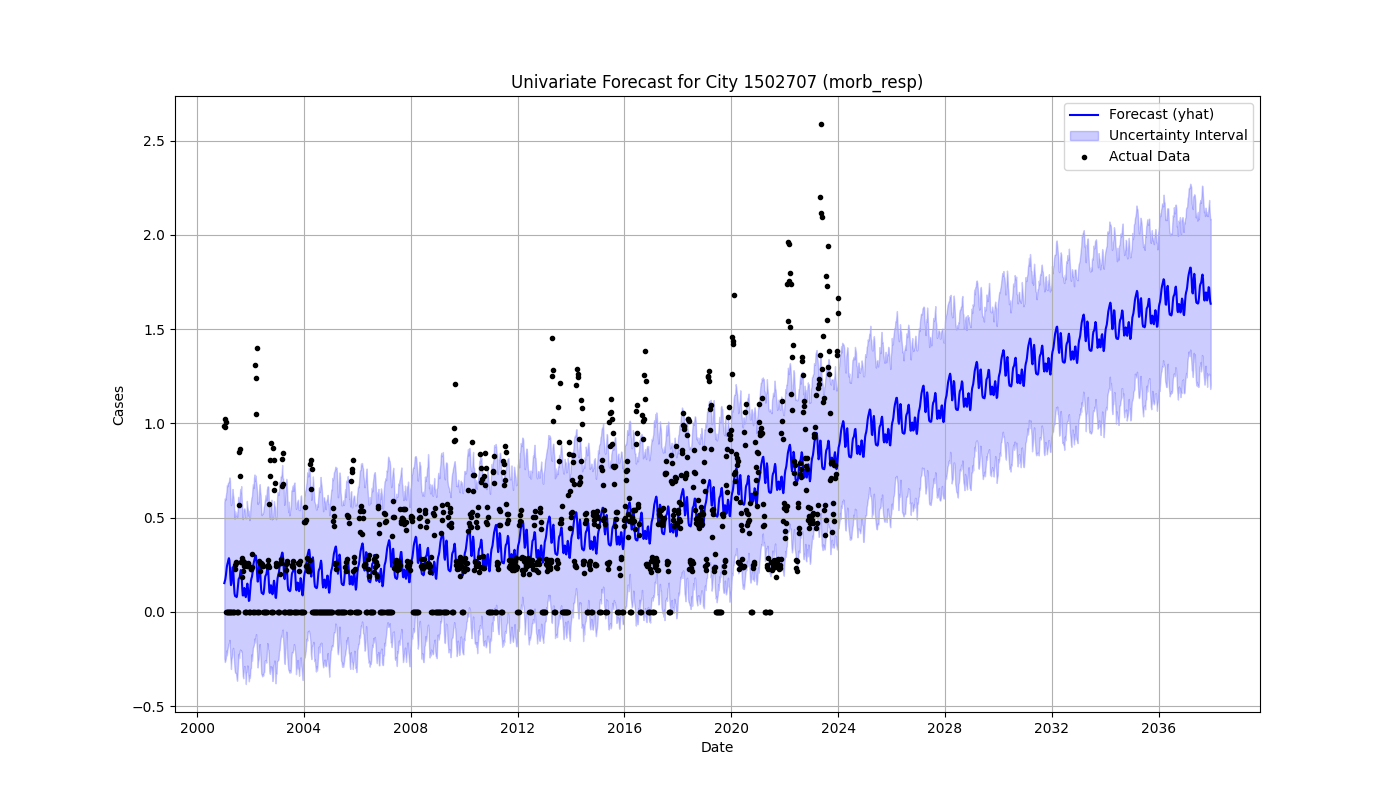 Univariate Forecast for City 1502707 (morb_resp)
Forecast (yhat)
Uncertainty Interval
Actual Data
Cases
2.5
2.0
1.5
1.0
0.5
0.0
−0.5
2000 2004 2008 2012 2016 2020 2024 2028 2032 2036
Date